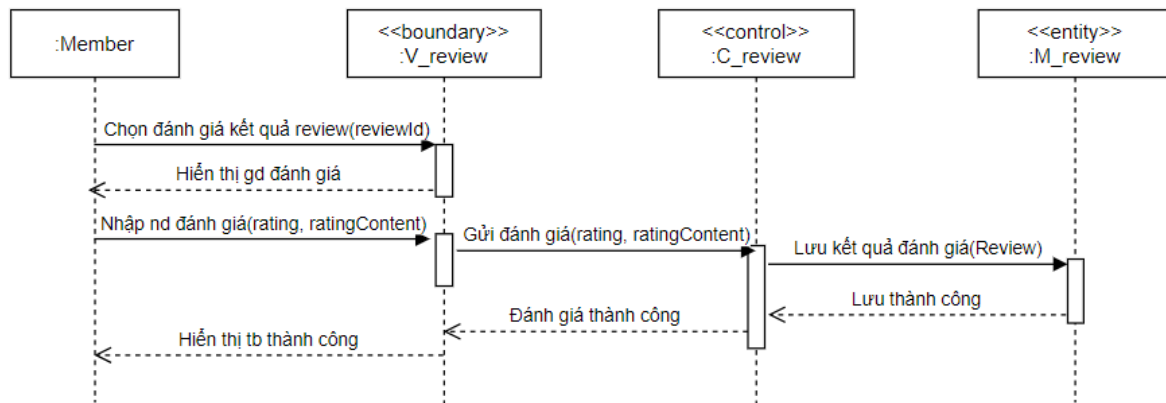 :Member
<<boundary>>
:V_review
<<control>>
:C_review
<<entity>>
:M_review
Chọn đánh giá kết quả review(reviewId)
Hiển thị gd đánh giá
Nhập nd đánh giá(rating, ratingContent)
Gửi đánh giá(rating, ratingContent)
Lưu kết quả đánh giá(Review)
Lưu thành công
Đánh giá thành công
Hiển thị tb thành công